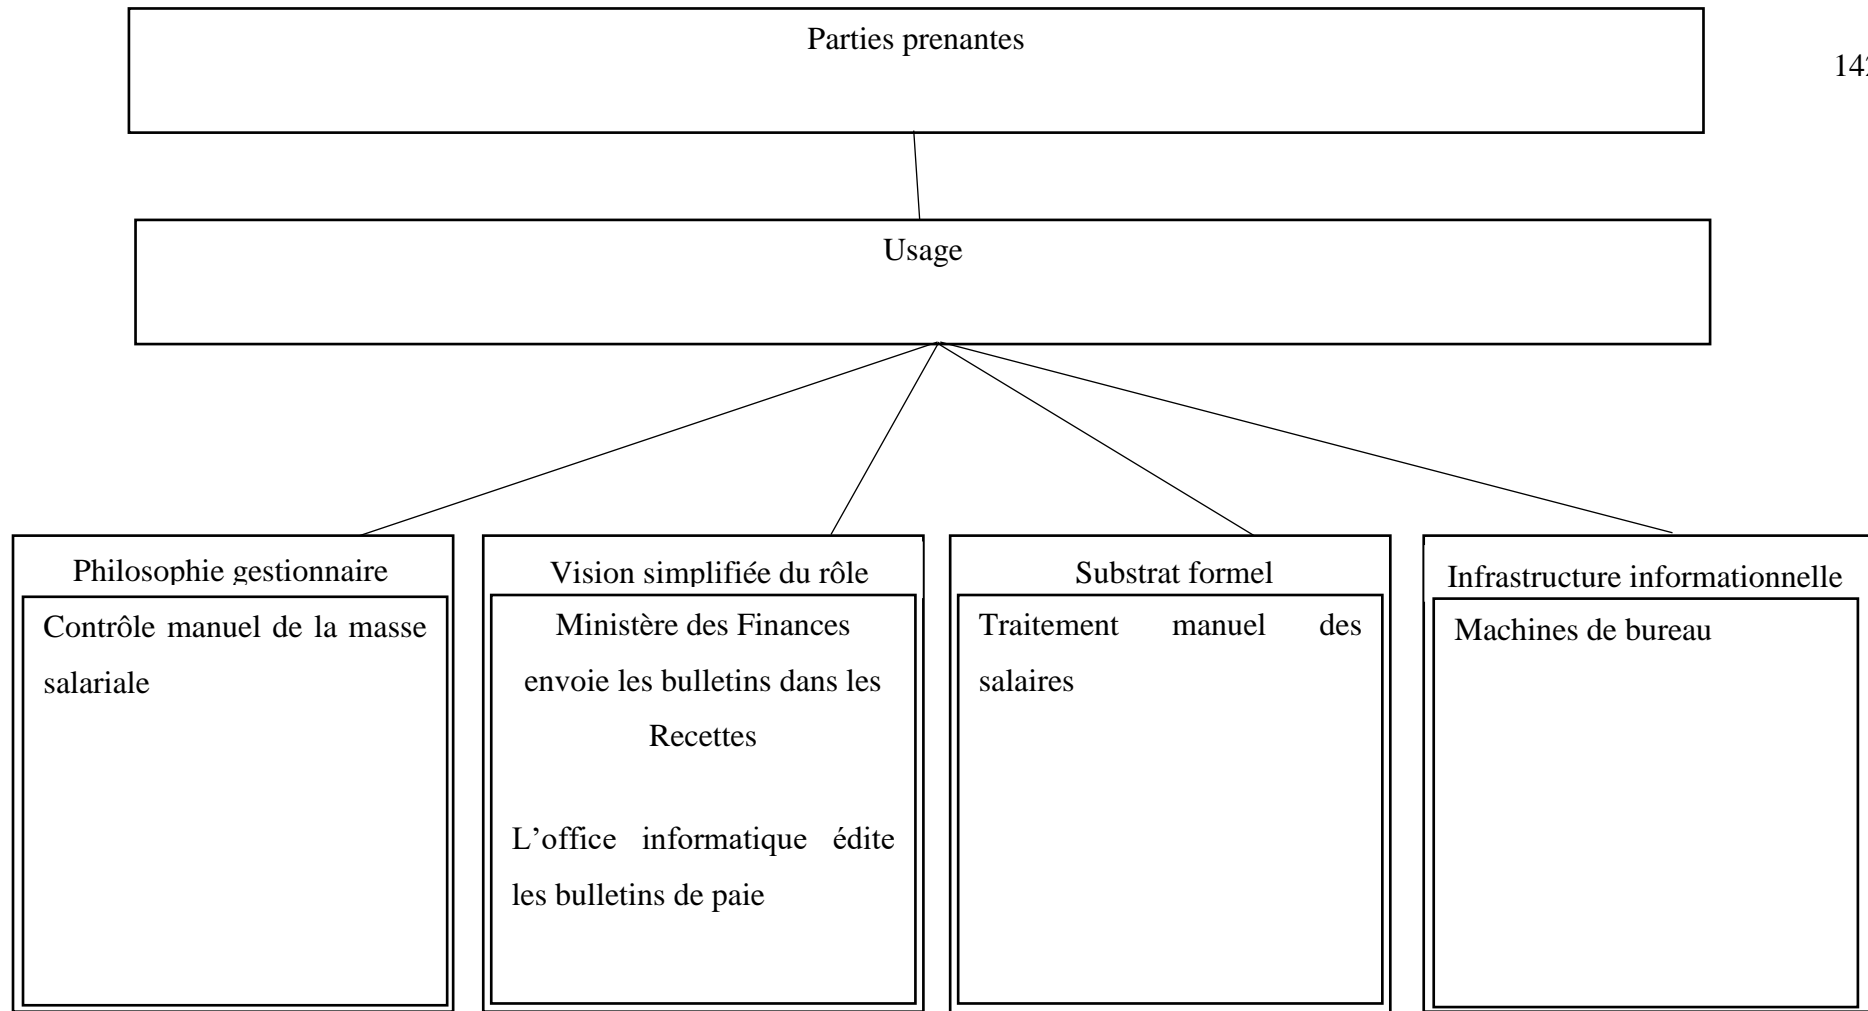 Parties prenantes
142
Usage
Philosophie gestionnaire
Contrôle manuel de la masse
salariale
Vision simplifiée du rôle
Ministère des Finances
envoie les bulletins dans les
Recettes
L’office informatique édite
les bulletins de paie
Substrat formel
Traitement manuel des
salaires
Infrastructure informationnelle
Machines de bureau